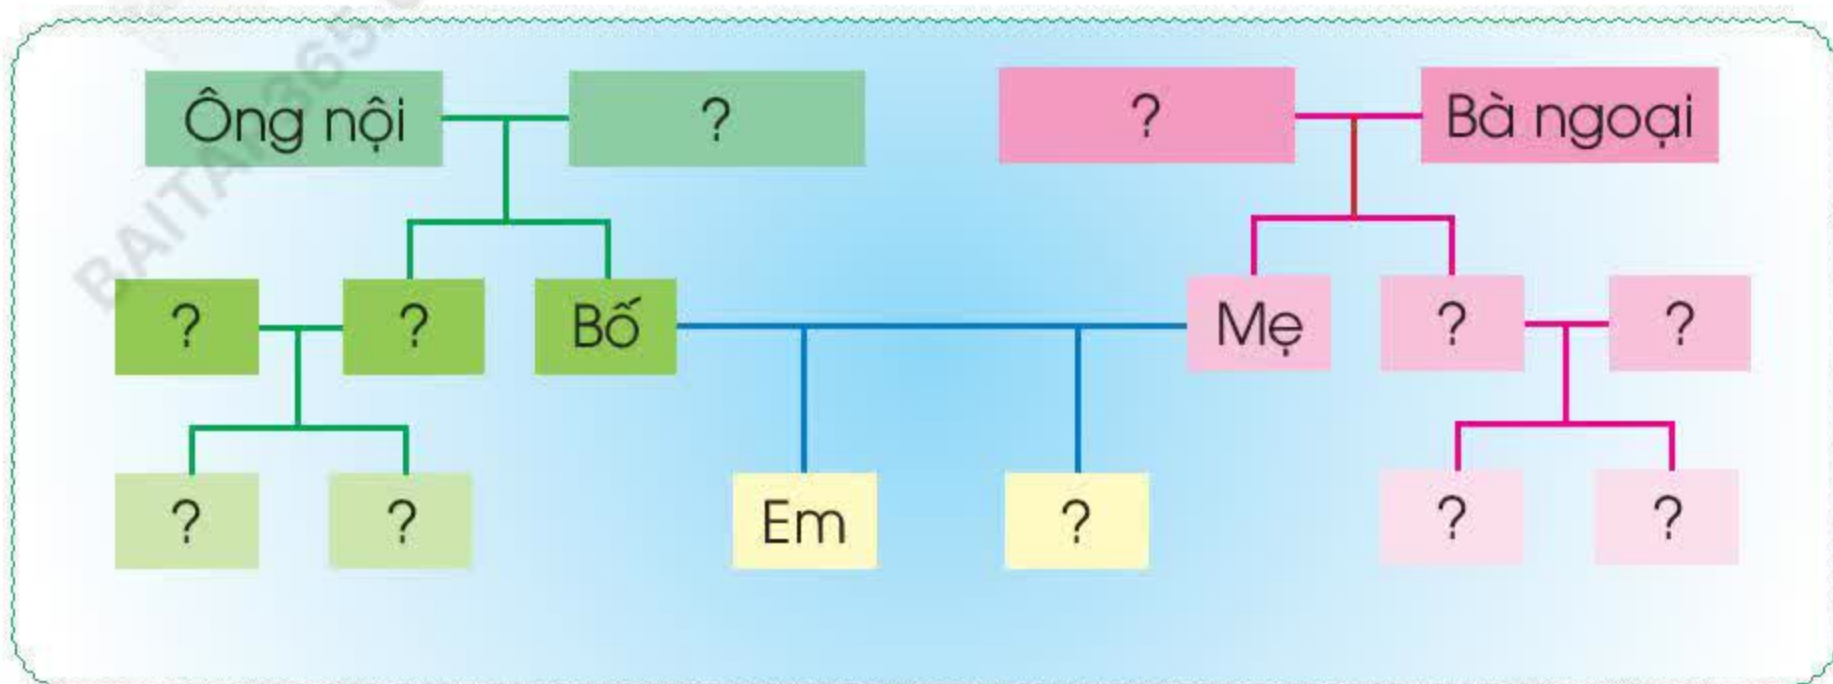 Ông nội ? ? Bà ngoại
? ? Bố Mẹ ? ?
? ? Em ? ? ?